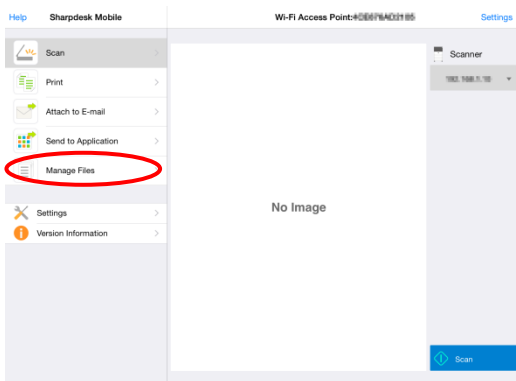 Help
Sharpdesk Mobile
Wi-Fi Access Point:
Settings
Scan
Print
Attach to E-mail
Send to Application
Manage Files
Settings
Version Information
No Image
Scanner
Scan